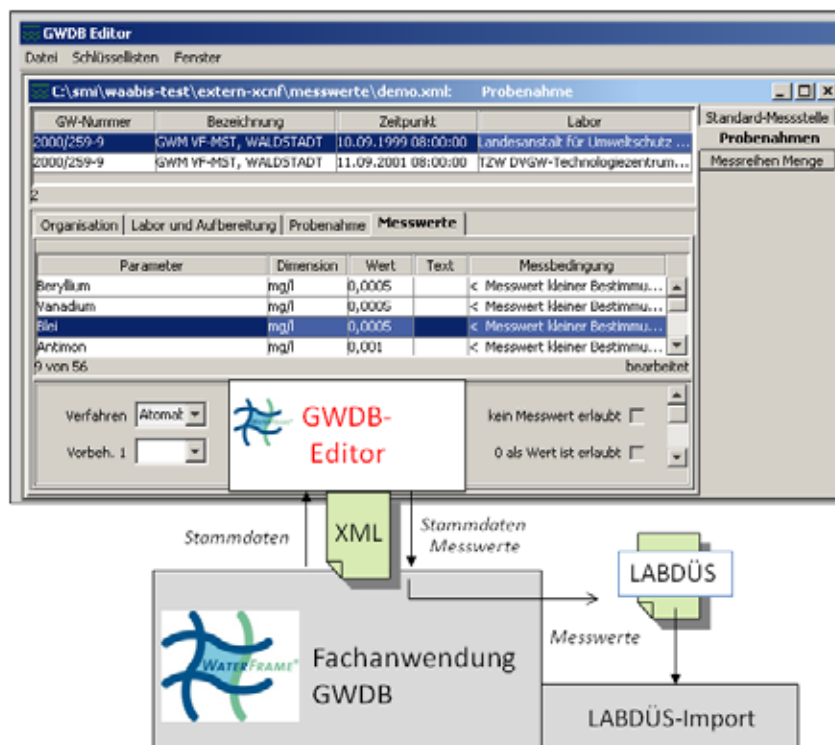 GWDB Editor
Datei Schlüssellisten Fenster
C:\smi\waabis-test\extern-xcnf\messwerte\demo.xml: Probenahme
GW-Nummer Bezeichnung Zeitpunkt Labor
2000/259-9 GWM VF-MST, WALDSTADT 10.09.1999 08:00:00 Landesanstalt für Umweltschutz ...
2000/259-9 GWM VF-MST, WALDSTADT 11.09.2001 08:00:00 TZW DVGW-Technologiezentrum...
2
Standard-Messstelle
Probenahmen
Messreihen Menge
Organisation Labor und Aufbereitung Probenahme Messwerte
Parameter Dimension Wert Text Messbedingung
Beryllium mg/l 0,0005 < Messwert kleiner Bestimmu...
Vanadium mg/l 0,0005 < Messwert kleiner Bestimmu...
Blei mg/l 0,0005 < Messwert kleiner Bestimmu...
Antimon mg/l 0,001 < Messwert kleiner Bestimmu...
9 von 56 bearbeitet
Verfahren Atomab
Vorbeh. 1
kein Messwert erlaubt
0 als Wert ist erlaubt
GWDB-
Editor
Stammdaten
XML
Stammdaten
Messwerte
LABDÜS
Messwerte
WATERFRAME®
Fachanwendung
GWDB
LABDÜS-Import